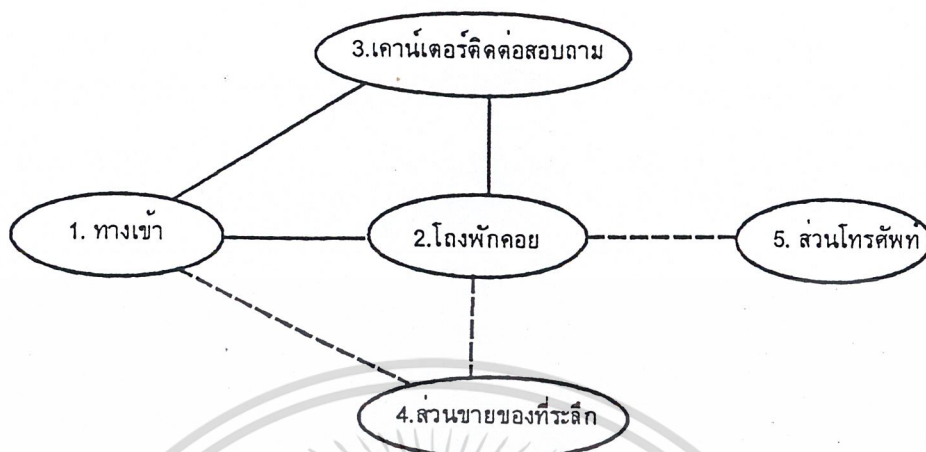 3.เคาน์เตอร์ติดต่อสอบถาม
1. ทางเข้า
2.โถงพักคอย
5. ส่วนโทรศัพท์
4.ส่วนขายของที่ระลึก